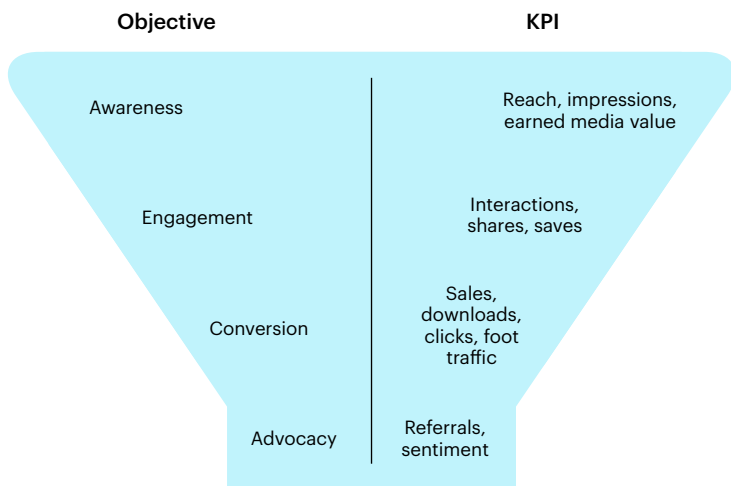 Objective
KPI
Awareness
Reach, impressions,
earned media value
Engagement
Interactions,
shares, saves
Conversion
Sales,
downloads,
clicks, foot
traffic
Advocacy
Referrals,
sentiment